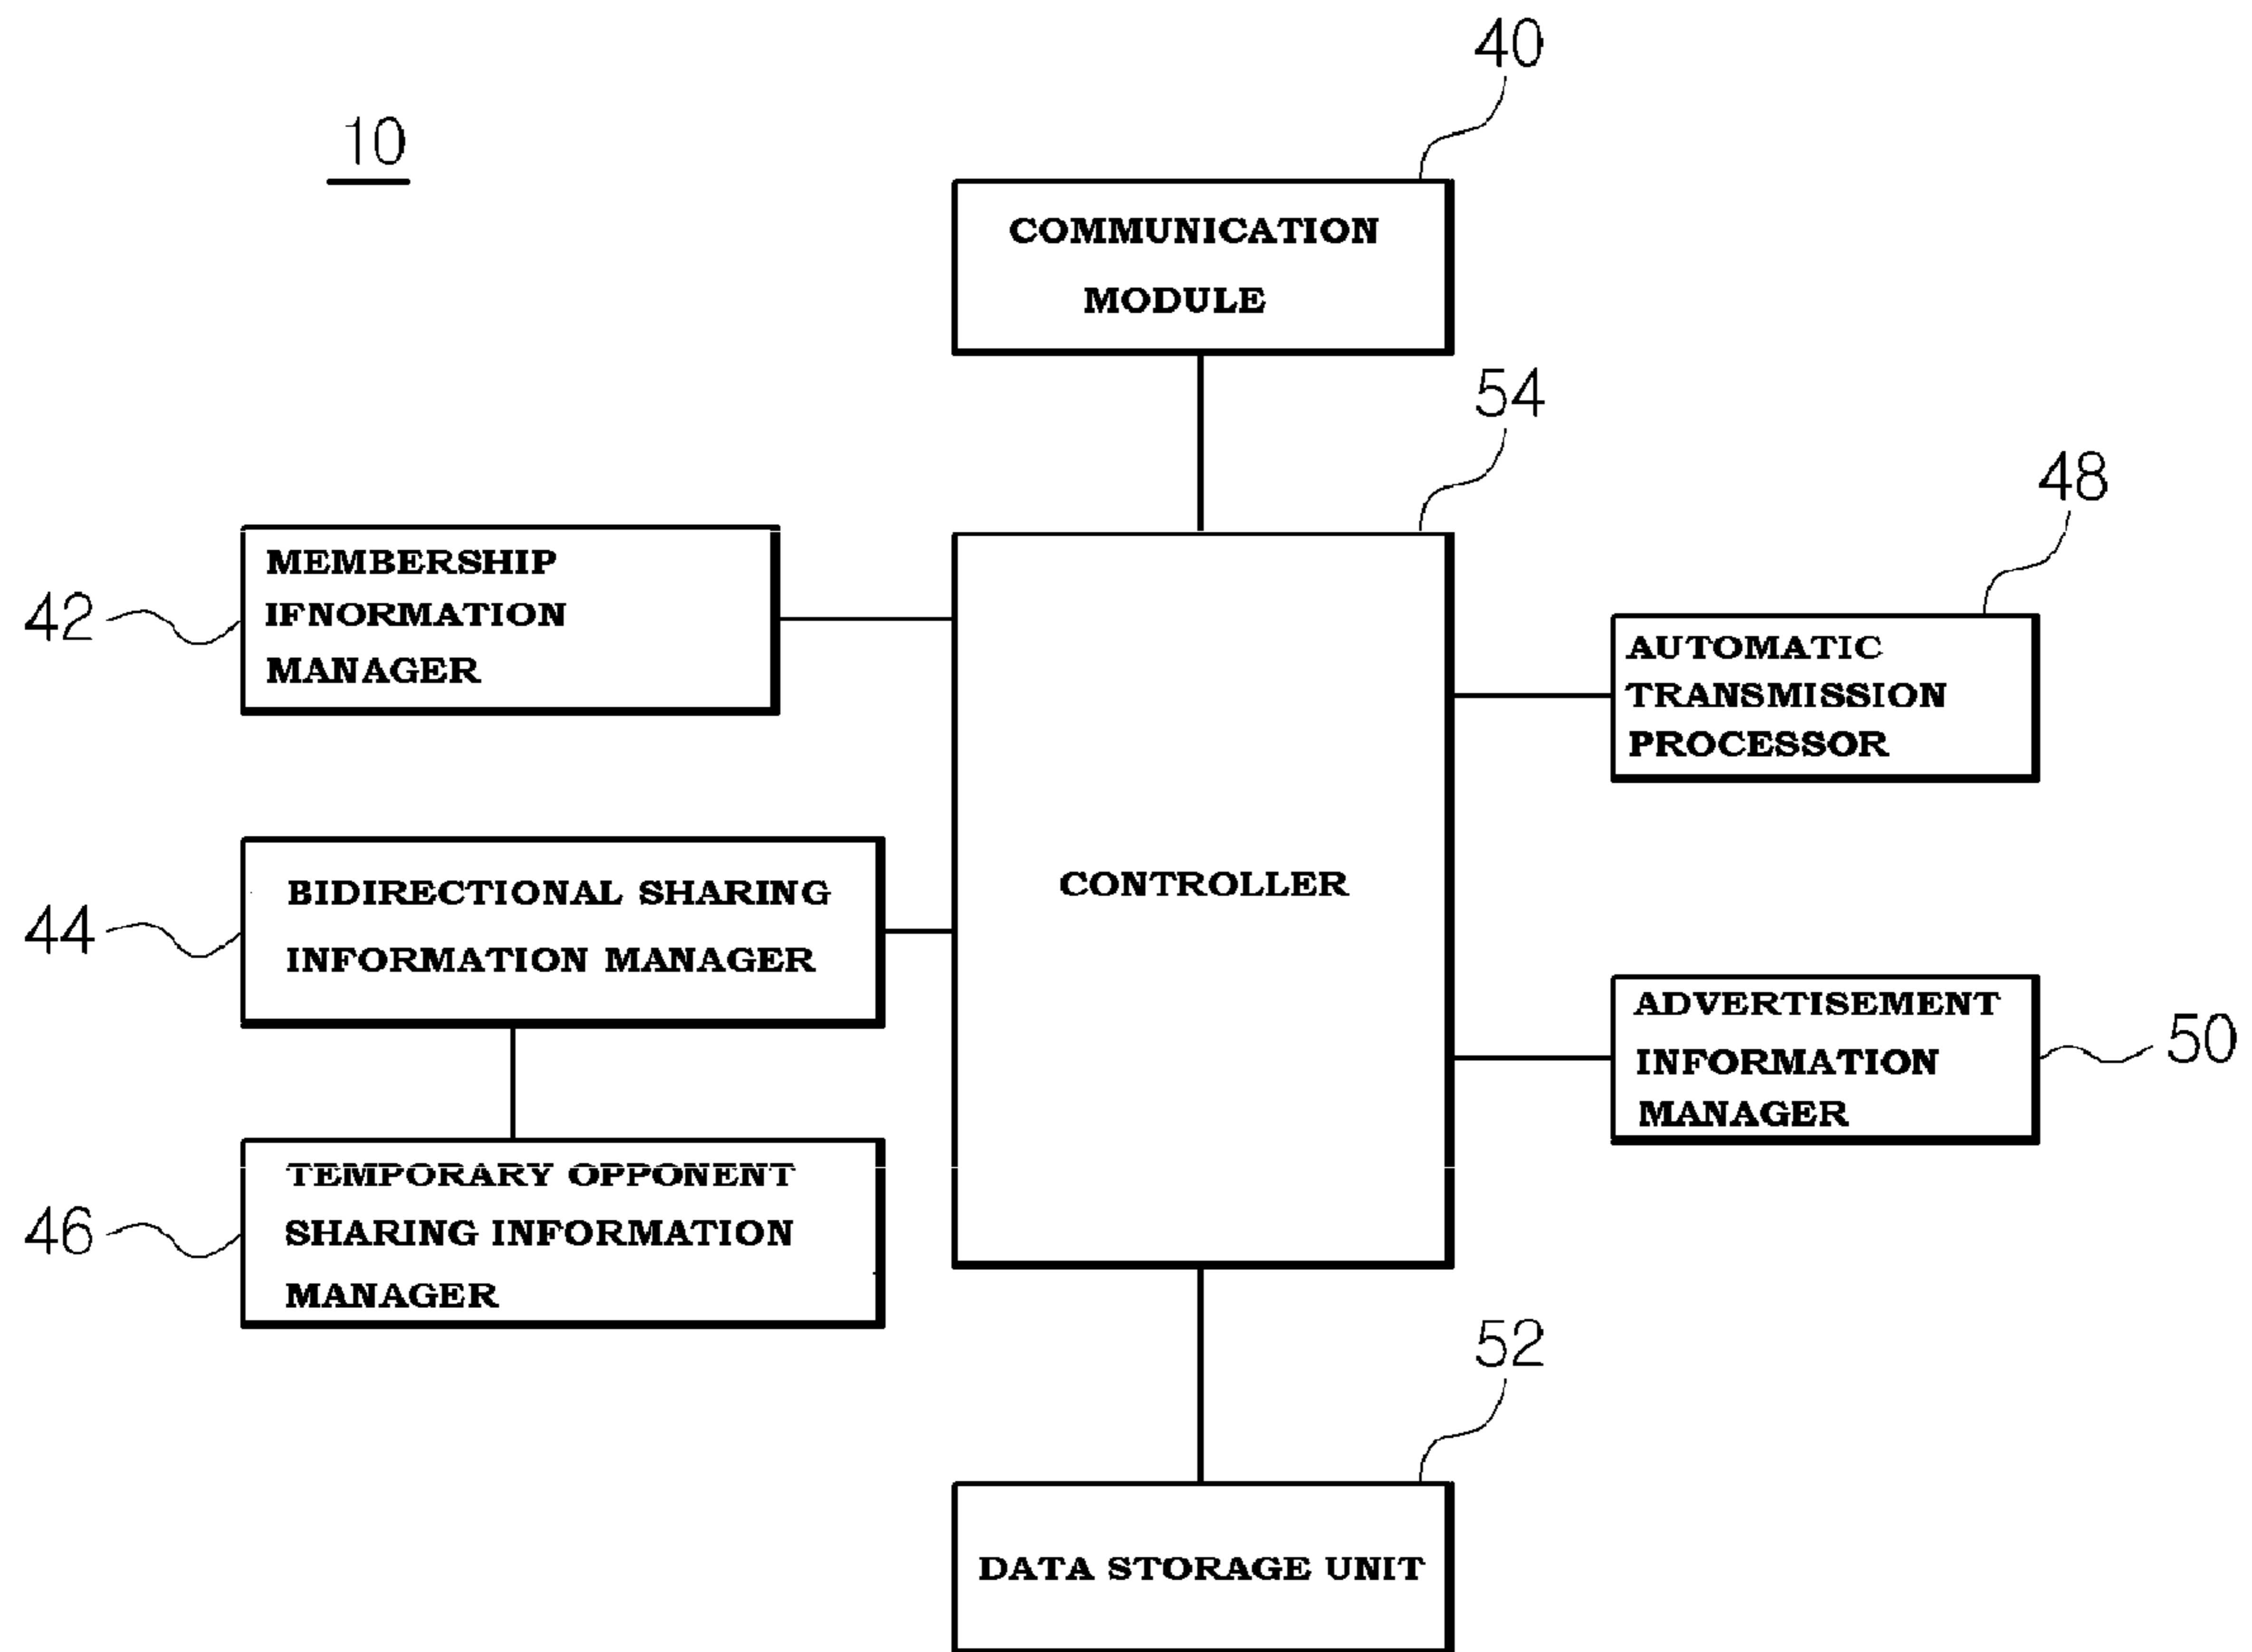 40
10
COMMUNICATION
MODULE
54
48
MEMBERSHIP
IFNORMATION
MANAGER
42
AUTOMATIC
TRANSMISSION
PROCESSOR
CONTROLLER
BIDIRECTIONAL SHARING
INFORMATION MANAGER
44
ADVERTISEMENT
INFORMATION
MANAGER
50
TEMPORARY OPPONENT
SHARING INFORMATION
MANAGER
46
52
DATA STORAGE UNIT